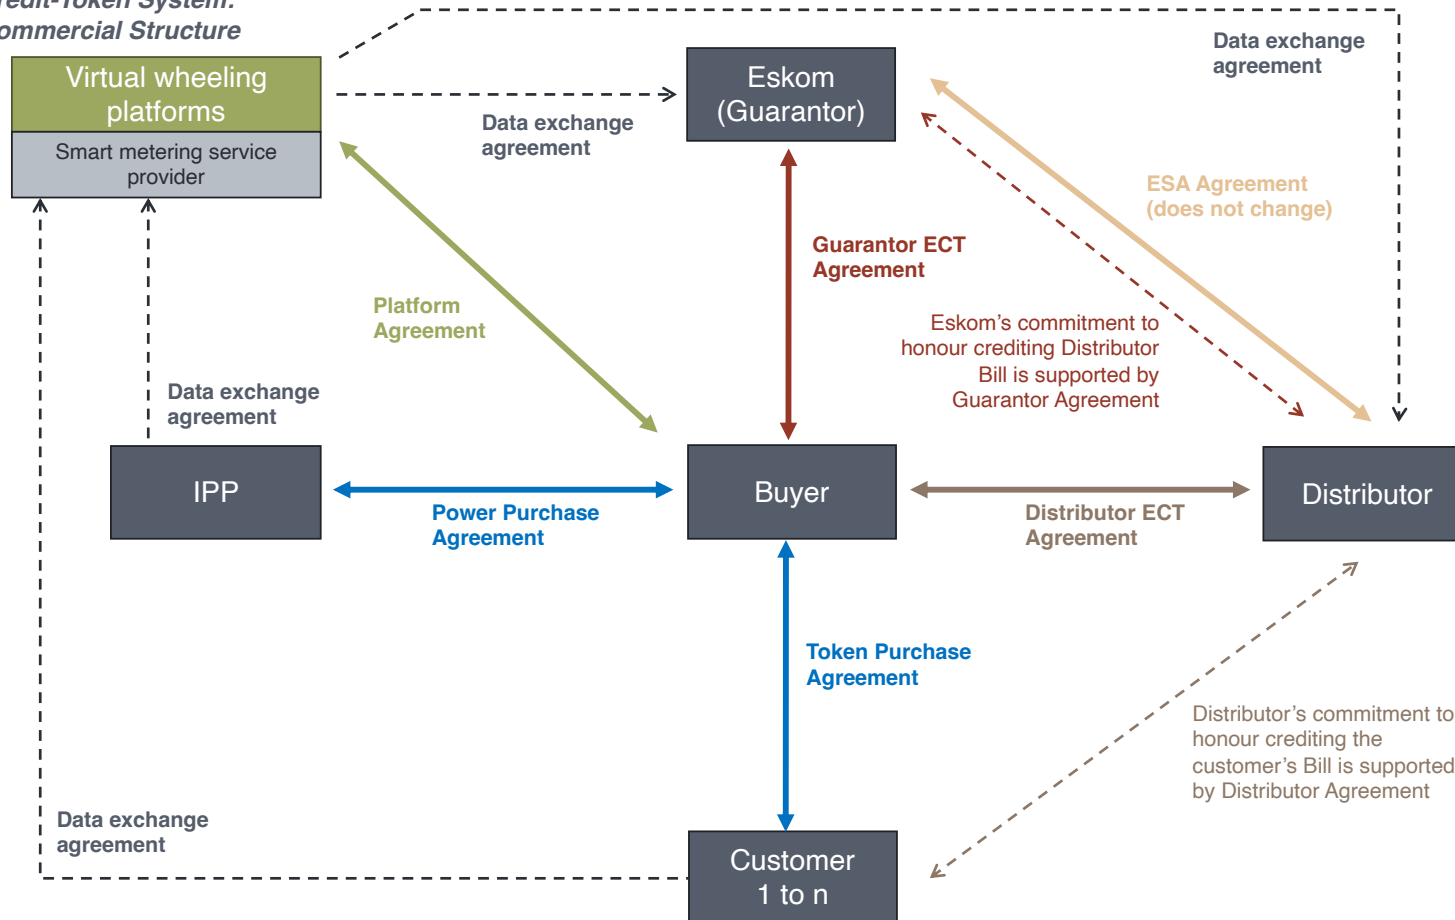 redit-Token System:
ommercial Structure
Virtual wheeling
platforms
Smart metering service
provider
Eskom
(Guarantor)
Data exchange
agreement
Data exchange
agreement
ESA Agreement
(does not change)
Guarantor ECT
Agreement
Platform
Agreement
Eskom’s commitment to
honour crediting Distributor
Bill is supported by
Guarantor Agreement
Data exchange
agreement
IPP
Power Purchase
Agreement
Buyer
Distributor ECT
Agreement
Distributor
Token Purchase
Agreement
Distributor’s commitment to
honour crediting the
customer’s Bill is supported
by Distributor Agreement
Data exchange
agreement
Customer
1 to n